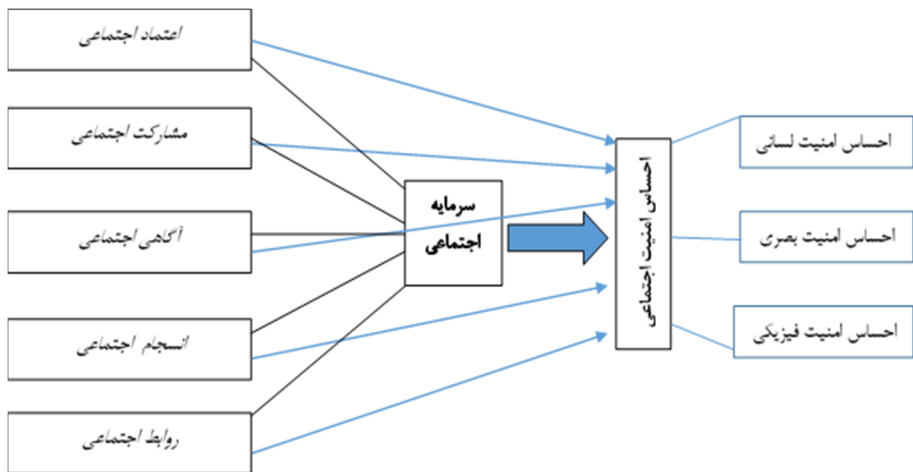 اعتماد اجتماعی
مشارکت اجتماعی
آگاهی اجتماعی
انسجام اجتماعی
روابط اجتماعی
سرمایه
اجتماعی
احساس امنیت اجتماعی
احساس امنیت لسانی
احساس امنیت بصری
احساس امنیت فیزیکی